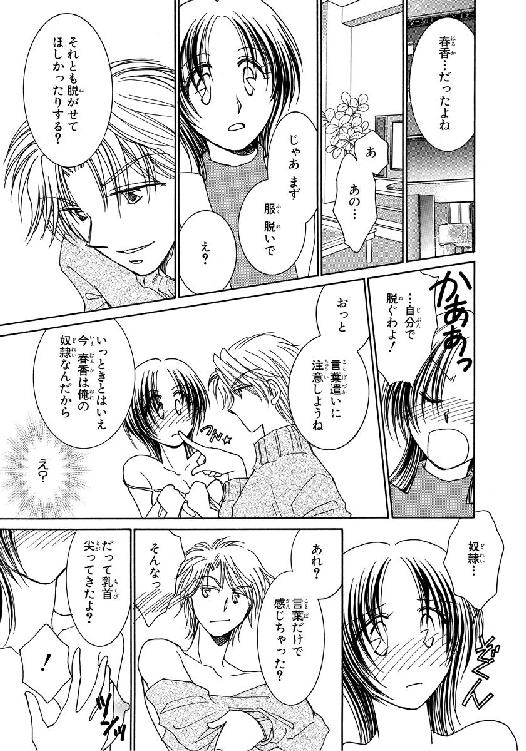 春香…だったよね
あ
あの…
じゃあ まず
服 脱いで
え?
それとも脱がせて
ほしかったりする?
かああっ
…自分で
脱ぐわよ!
おっと
言葉遣いに
注意しようね
いっときとはいえ
今 春香は俺の
奴隷なんだから
え?
奴隷…
ぞくん
あれ?
言葉だけで
感じちゃった?
そんなっ
だって乳首
尖ってきたよ?
!